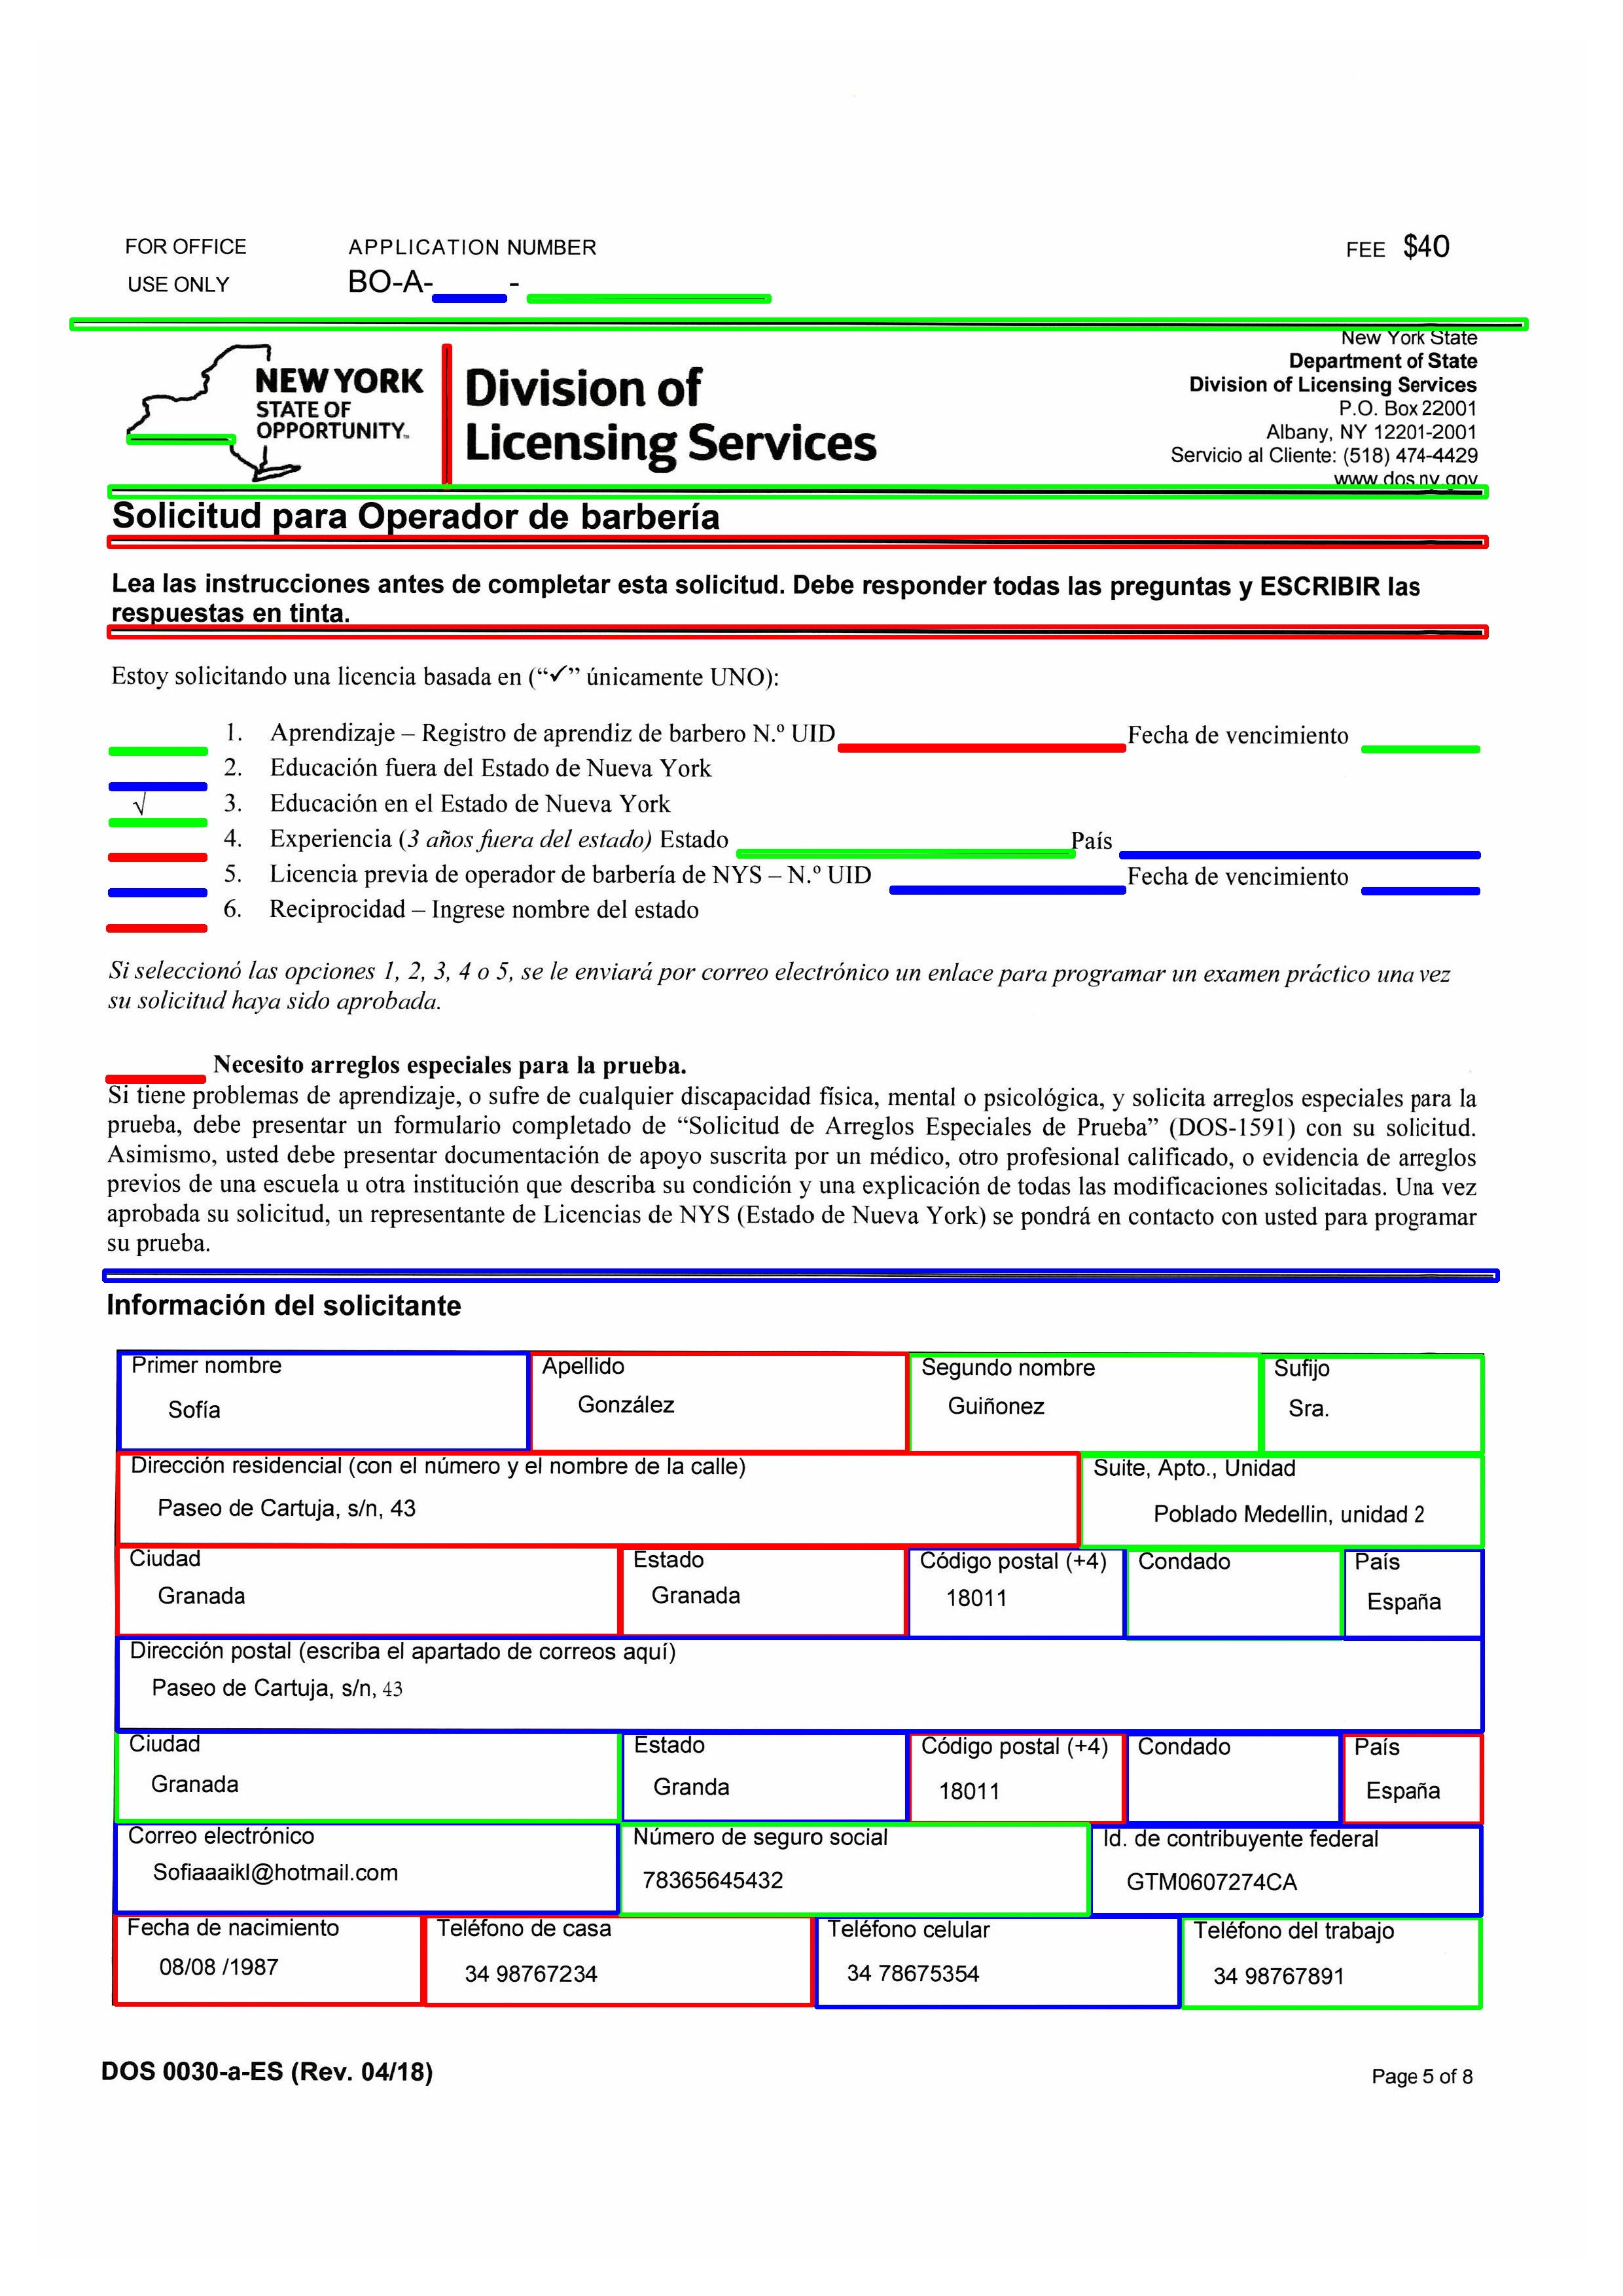 FOR OFFICE APPLICATION NUMBER FEE $40
USE ONLY BO-A- -
NEW YORK
STATE OF
OPPORTUNITY™
Division of
Licensing Services
New York State
Department of State
Division of Licensing Services
P.O. Box 22001
Albany, NY 12201-2001
Servicio al Cliente: (518) 474-4429
www.dos.ny.gov
Solicitud para Operador de barbería
Lea las instrucciones antes de completar esta solicitud. Debe responder todas las preguntas y ESCRIBIR las
respuestas en tinta.
Estoy solicitando una licencia basada en (“✓” únicamente UNO):
1. Aprendizaje – Registro de aprendiz de barbero N.º UID Fecha de vencimiento
2. Educación fuera del Estado de Nueva York
√ 3. Educación en el Estado de Nueva York
4. Experiencia (3 años fuera del estado) Estado País
5. Licencia previa de operador de barbería de NYS – N.º UID Fecha de vencimiento
6. Reciprocidad – Ingrese nombre del estado
Si seleccionó las opciones 1, 2, 3, 4 o 5, se le enviará por correo electrónico un enlace para programar un examen práctico una vez
su solicitud haya sido aprobada.
Necesito arreglos especiales para la prueba.
Si tiene problemas de aprendizaje, o sufre de cualquier discapacidad física, mental o psicológica, y solicita arreglos especiales para la
prueba, debe presentar un formulario completado de “Solicitud de Arreglos Especiales de Prueba” (DOS-1591) con su solicitud.
Asimismo, usted debe presentar documentación de apoyo suscrita por un médico, otro profesional calificado, o evidencia de arreglos
previos de una escuela u otra institución que describa su condición y una explicación de todas las modificaciones solicitadas. Una vez
aprobada su solicitud, un representante de Licencias de NYS (Estado de Nueva York) se pondrá en contacto con usted para programar
su prueba.
Información del solicitante
Primer nombre Apellido Segundo nombre Sufijo
Sofía González Guiñonez Sra.
Dirección residencial (con el número y el nombre de la calle) Suite, Apto., Unidad
Paseo de Cartuja, s/n, 43 Poblado Medellin, unidad 2
Ciudad Estado Código postal (+4) Condado País
Granada Granada 18011 España
Dirección postal (escriba el apartado de correos aquí)
Paseo de Cartuja, s/n, 43
Ciudad Estado Código postal (+4) Condado País
Granada Granda 18011 España
Correo electrónico Número de seguro social Id. de contribuyente federal
Sofiaaaikl@hotmail.com 78365645432 GTM0607274CA
Fecha de nacimiento Teléfono de casa Teléfono celular Teléfono del trabajo
08/08 /1987 34 98767234 34 78675354 34 98767891
DOS 0030-a-ES (Rev. 04/18) Page 5 of 8